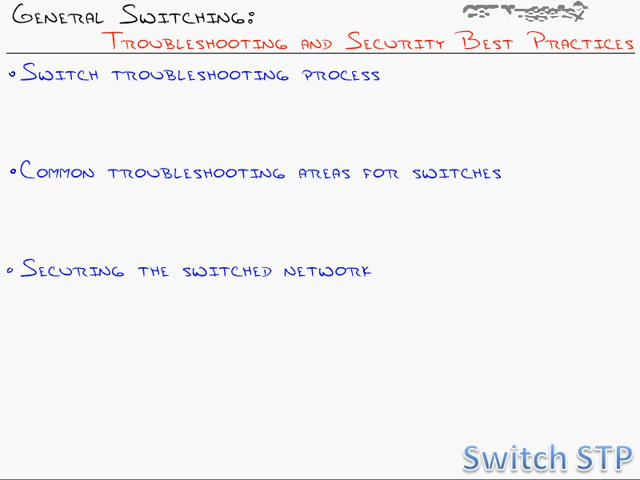 General Switching:
Troubleshooting and Security Best Practices
• Switch troubleshooting process
• Common troubleshooting areas for switches
• Securing the switched network
Switch STP